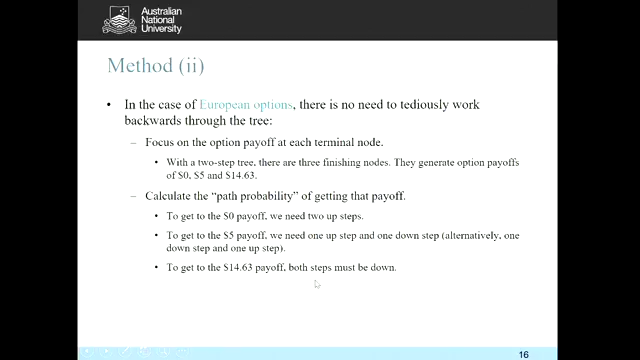 Australian
National
University
Method (ii)
• In the case of European options, there is no need to tediously work
backwards through the tree:
– Focus on the option payoff at each terminal node.
• With a two-step tree, there are three finishing nodes. They generate option payoffs
of $0, $5 and $14.63.
– Calculate the “path probability” of getting that payoff.
• To get to the $0 payoff, we need two up steps.
• To get to the $5 payoff, we need one up step and one down step (alternatively, one
down step and one up step).
• To get to the $14.63 payoff, both steps must be down.
16